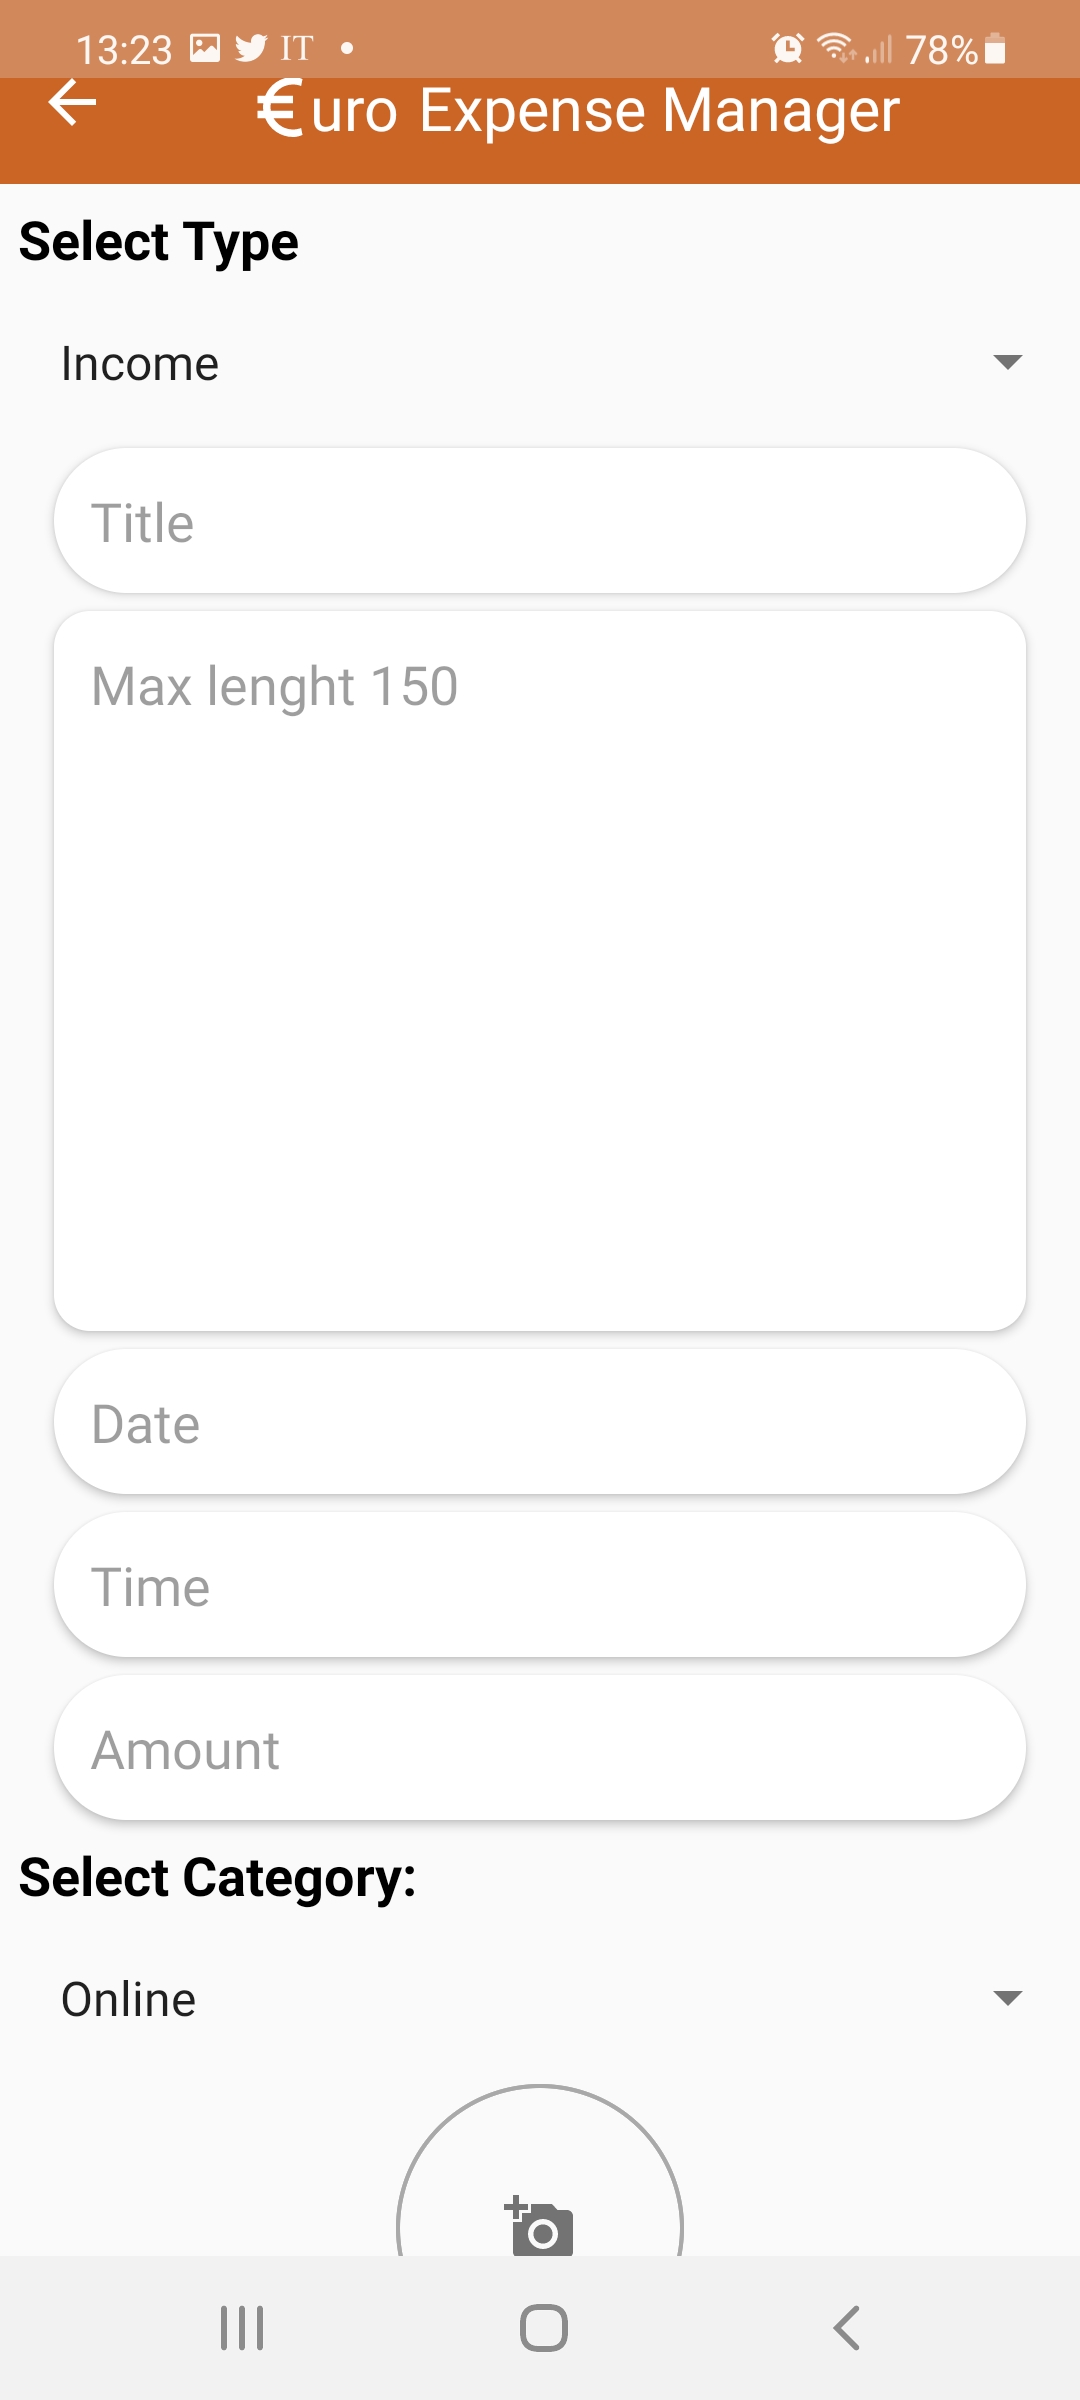 13:23 IT 78%
€uro Expense Manager
Select Type
Income
Title
Max lenght 150
Date
Time
Amount
Select Category:
Online